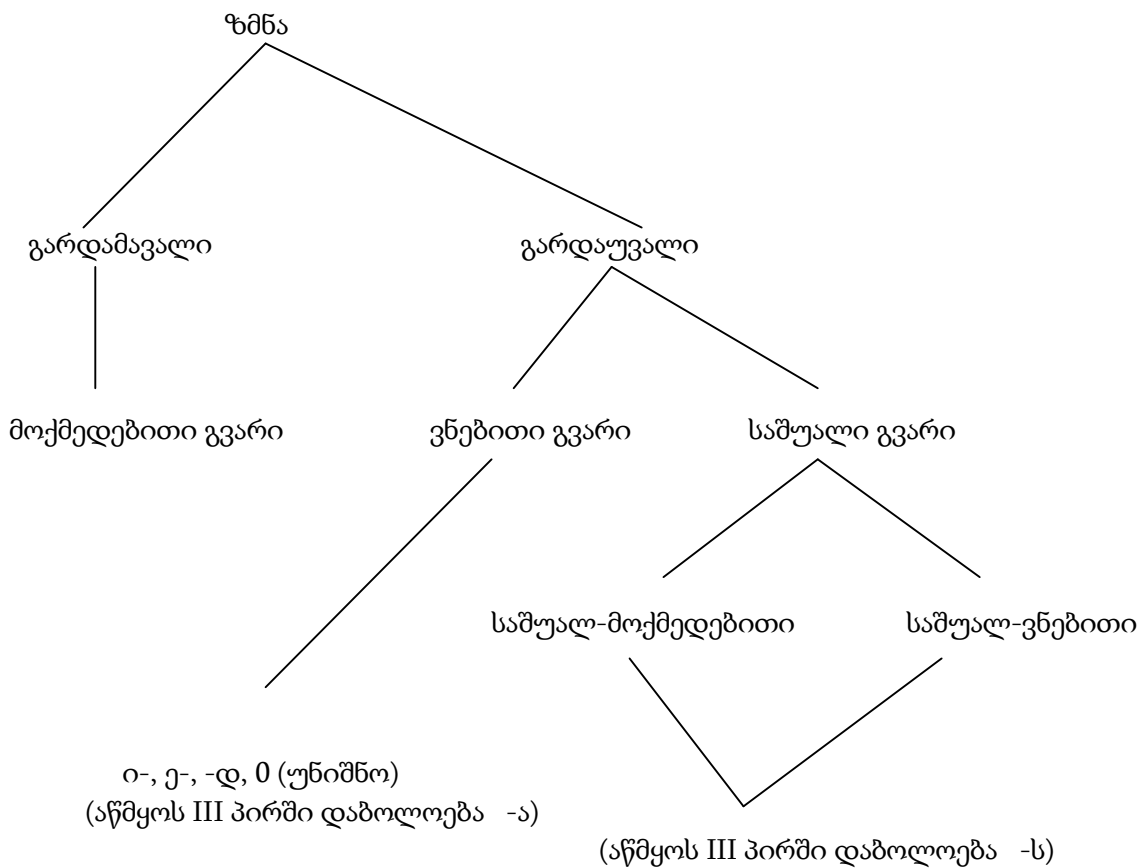 ზმნა
გარდამავალი გარდაუვალი
მოქმედებითი გვარი ვნებითი გვარი საშუალი გვარი
საშუალ-მოქმედებითი საშუალ-ვნებითი
ი-, ე-, -დ, 0 (უნიშნო)
(აწმყოს III პირში დაბოლოება -ა)
(აწმყოს III პირში დაბოლოება -ს)